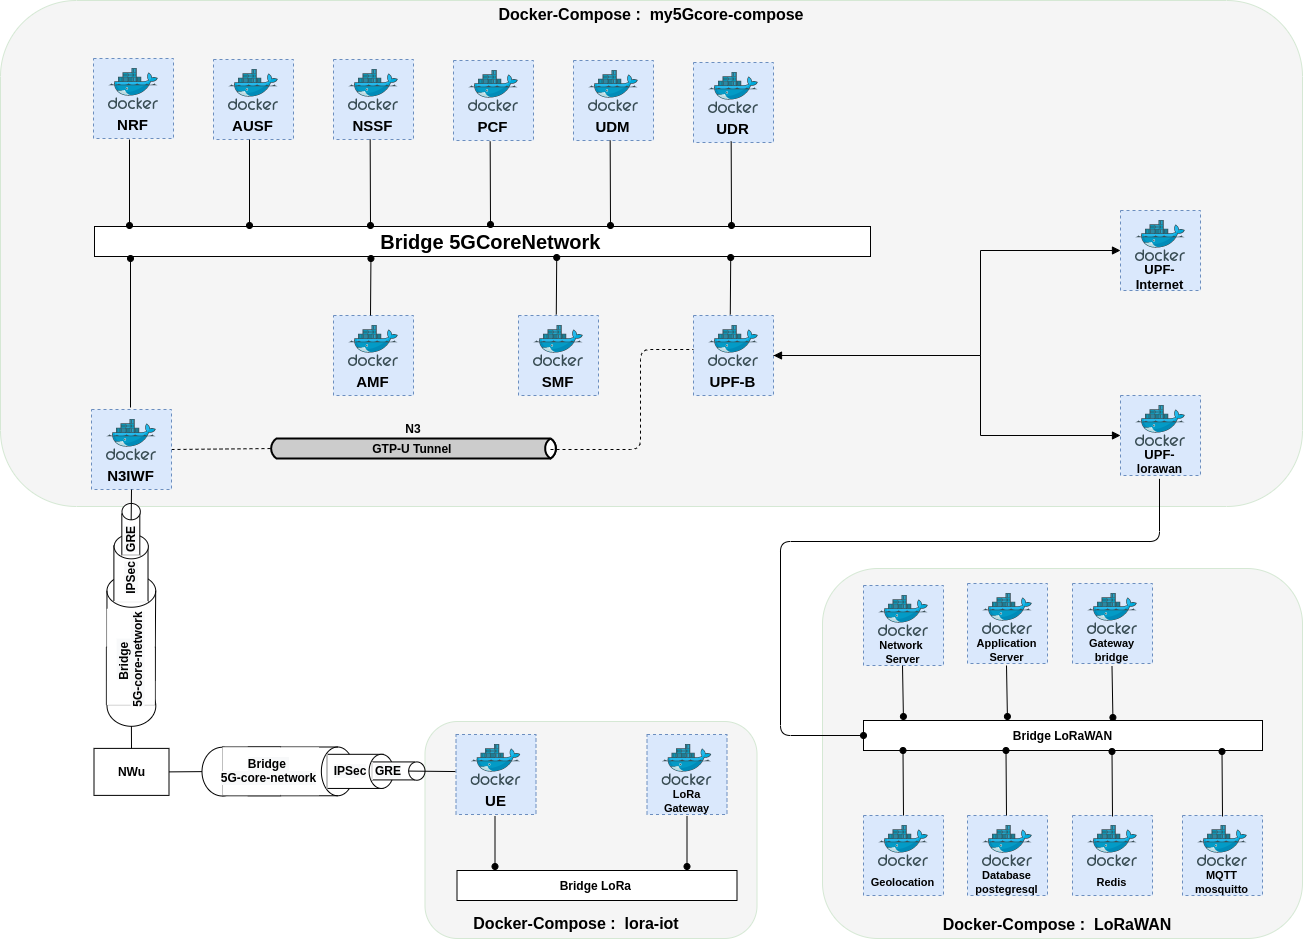 Docker-Compose :  my5Gcore-compose
docker
NRF
docker
AUSF
docker
NSSF
docker
PCF
docker
UDM
docker
UDR
Bridge 5GCoreNetwork
docker
UPF-
Internet
docker
AMF
docker
SMF
docker
UPF-B
docker
UPF-
lorawan
docker
N3IWF
N3
GTP-U Tunnel
GRE
IPSec
Bridge
5G-core-network
NWu
Bridge
5G-core-network
IPSec
GRE
docker
UE
docker
LoRa
Gateway
Bridge LoRa
Docker-Compose :  lora-iot
docker
Network
Server
docker
Application
Server
docker
Gateway
bridge
Bridge LoRaWAN
docker
Geolocation
docker
Database
postegresql
docker
Redis
docker
MQTT
mosquitto
Docker-Compose :  LoRaWAN